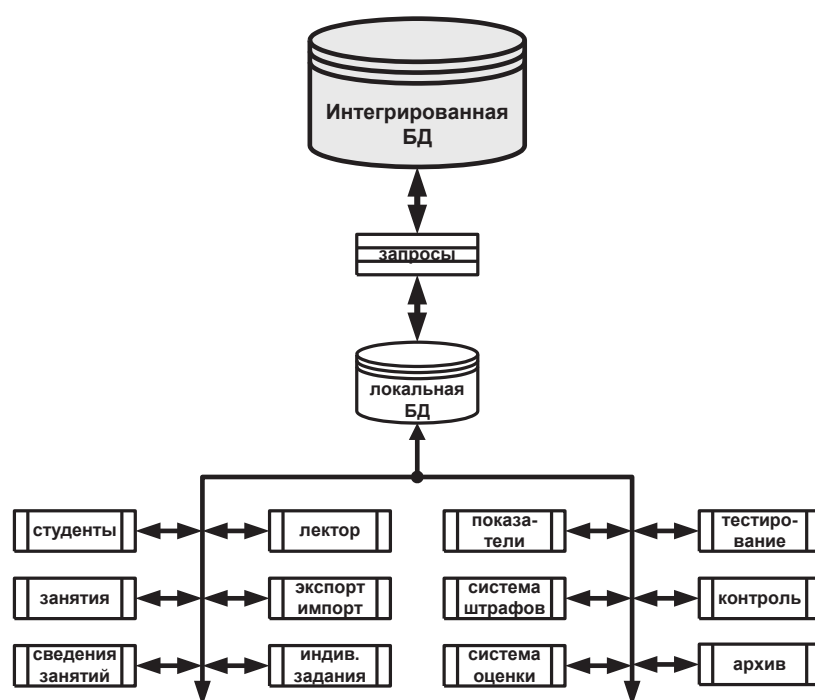 Интегрированная
БД
запросы
локальная
БД
студенты
лектор
показа-
тели
тестиро-
вание
занятия
экспорт
импорт
система
штрафов
контроль
сведения
занятий
индив.
задания
система
оценки
архив